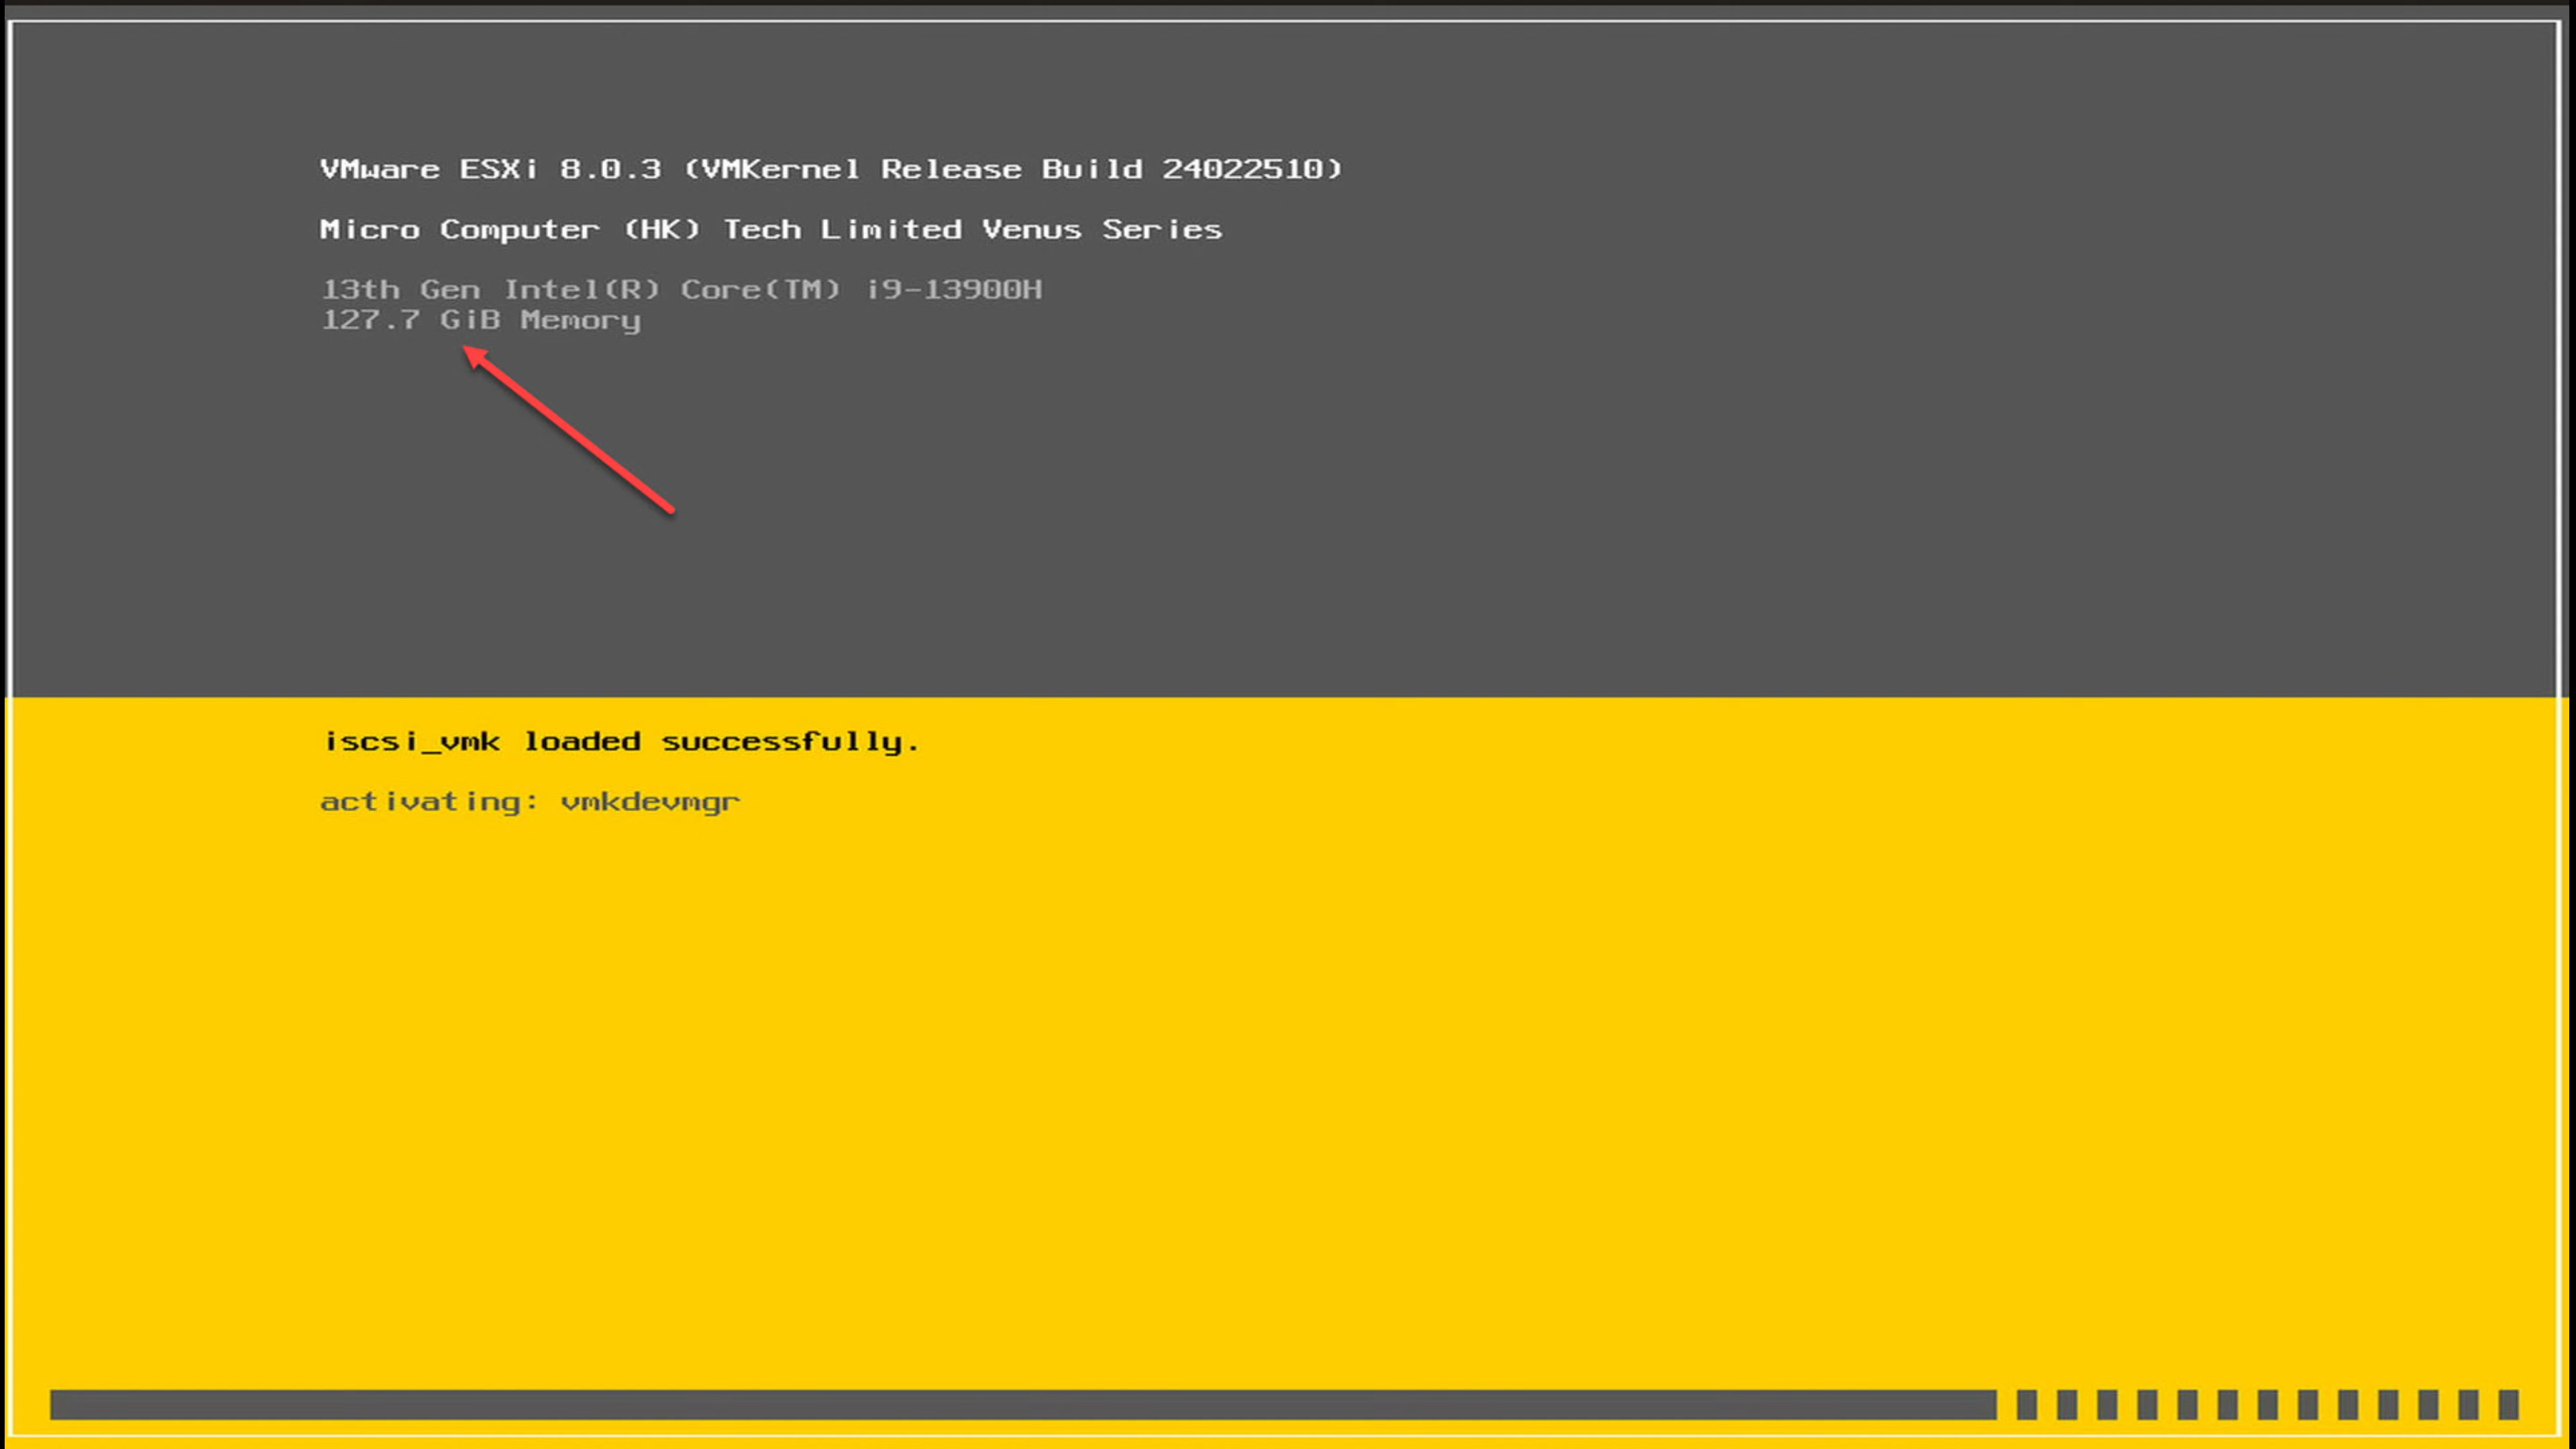 VMware ESXi 8.0.3 (VMKernel Release Build 24022510)
Micro Computer (HK) Tech Limited Venus Series
13th Gen Intel(R) Core(TM) i9-13900H
127.7 GiB Memory
iscsi_vmk loaded successfully.
activating: vmkdevmgr